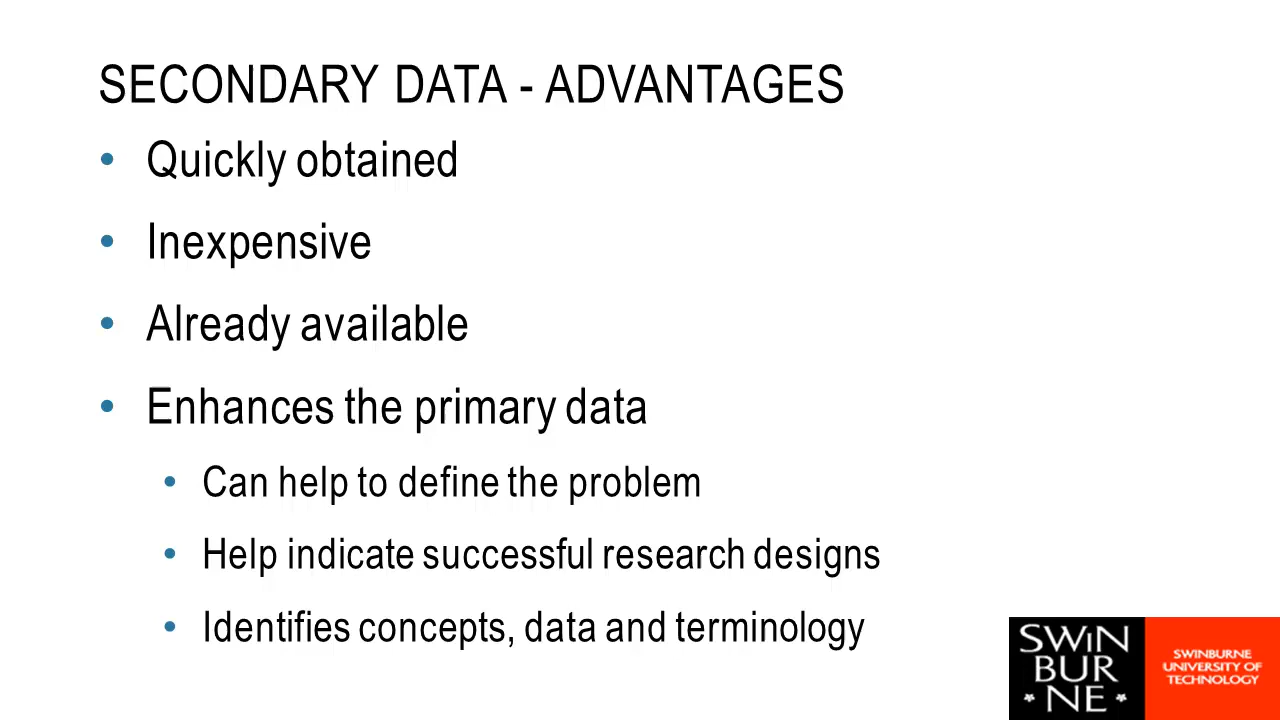 SECONDARY DATA - ADVANTAGES
• Quickly obtained
• Inexpensive
• Already available
• Enhances the primary data
• Can help to define the problem
• Help indicate successful research designs
• Identifies concepts, data and terminology
SWiN
BUR
* NE *
SWINBURNE
UNIVERSITY OF
TECHNOLOGY